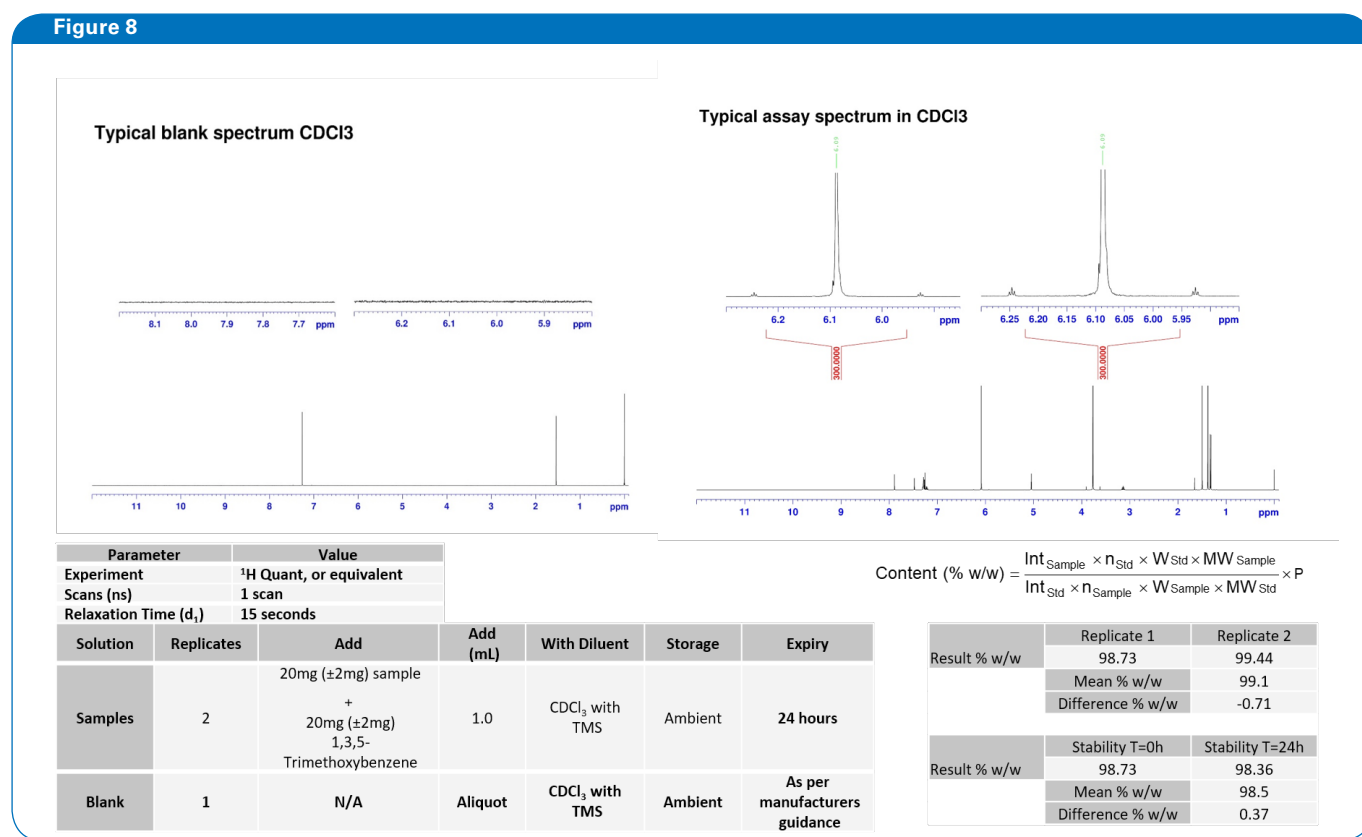 Figure 8
Typical blank spectrum CDCl3
8.1 8.0 7.9 7.8 7.7 ppm
6.2 6.1 6.0 5.9 ppm
11 10 9 8 7 6 5 4 3 2 1 ppm
Typical assay spectrum in CDCl3
6.09
6.09
6.2 6.1 6.0 ppm
6.25 6.20 6.15 6.10 6.05 6.00 5.95 ppm
300.0000
300.0000
11 10 9 8 7 6 5 4 3 2 1 ppm
Parameter Value
Experiment ¹H Quant, or equivalent
Scans (ns) 1 scan
Relaxation Time (d₁) 15 seconds
Content (% w/w) = (Int Sample × n Std × W Std × MW Sample) / (Int Std × n Sample × W Sample × MW Std) × P
Solution Replicates Add Add (mL) With Diluent Storage Expiry
Samples 2 20mg (±2mg) sample + 20mg (±2mg) 1,3,5-Trimethoxybenzene 1.0 CDCl₃ with TMS Ambient 24 hours
Blank 1 N/A Aliquot CDCl₃ with TMS Ambient As per manufacturers guidance
Replicate 1 Replicate 2
Result % w/w 98.73 99.44
Mean % w/w 99.1
Difference % w/w -0.71
Stability T=0h Stability T=24h
Result % w/w 98.73 98.36
Mean % w/w 98.5
Difference % w/w 0.37